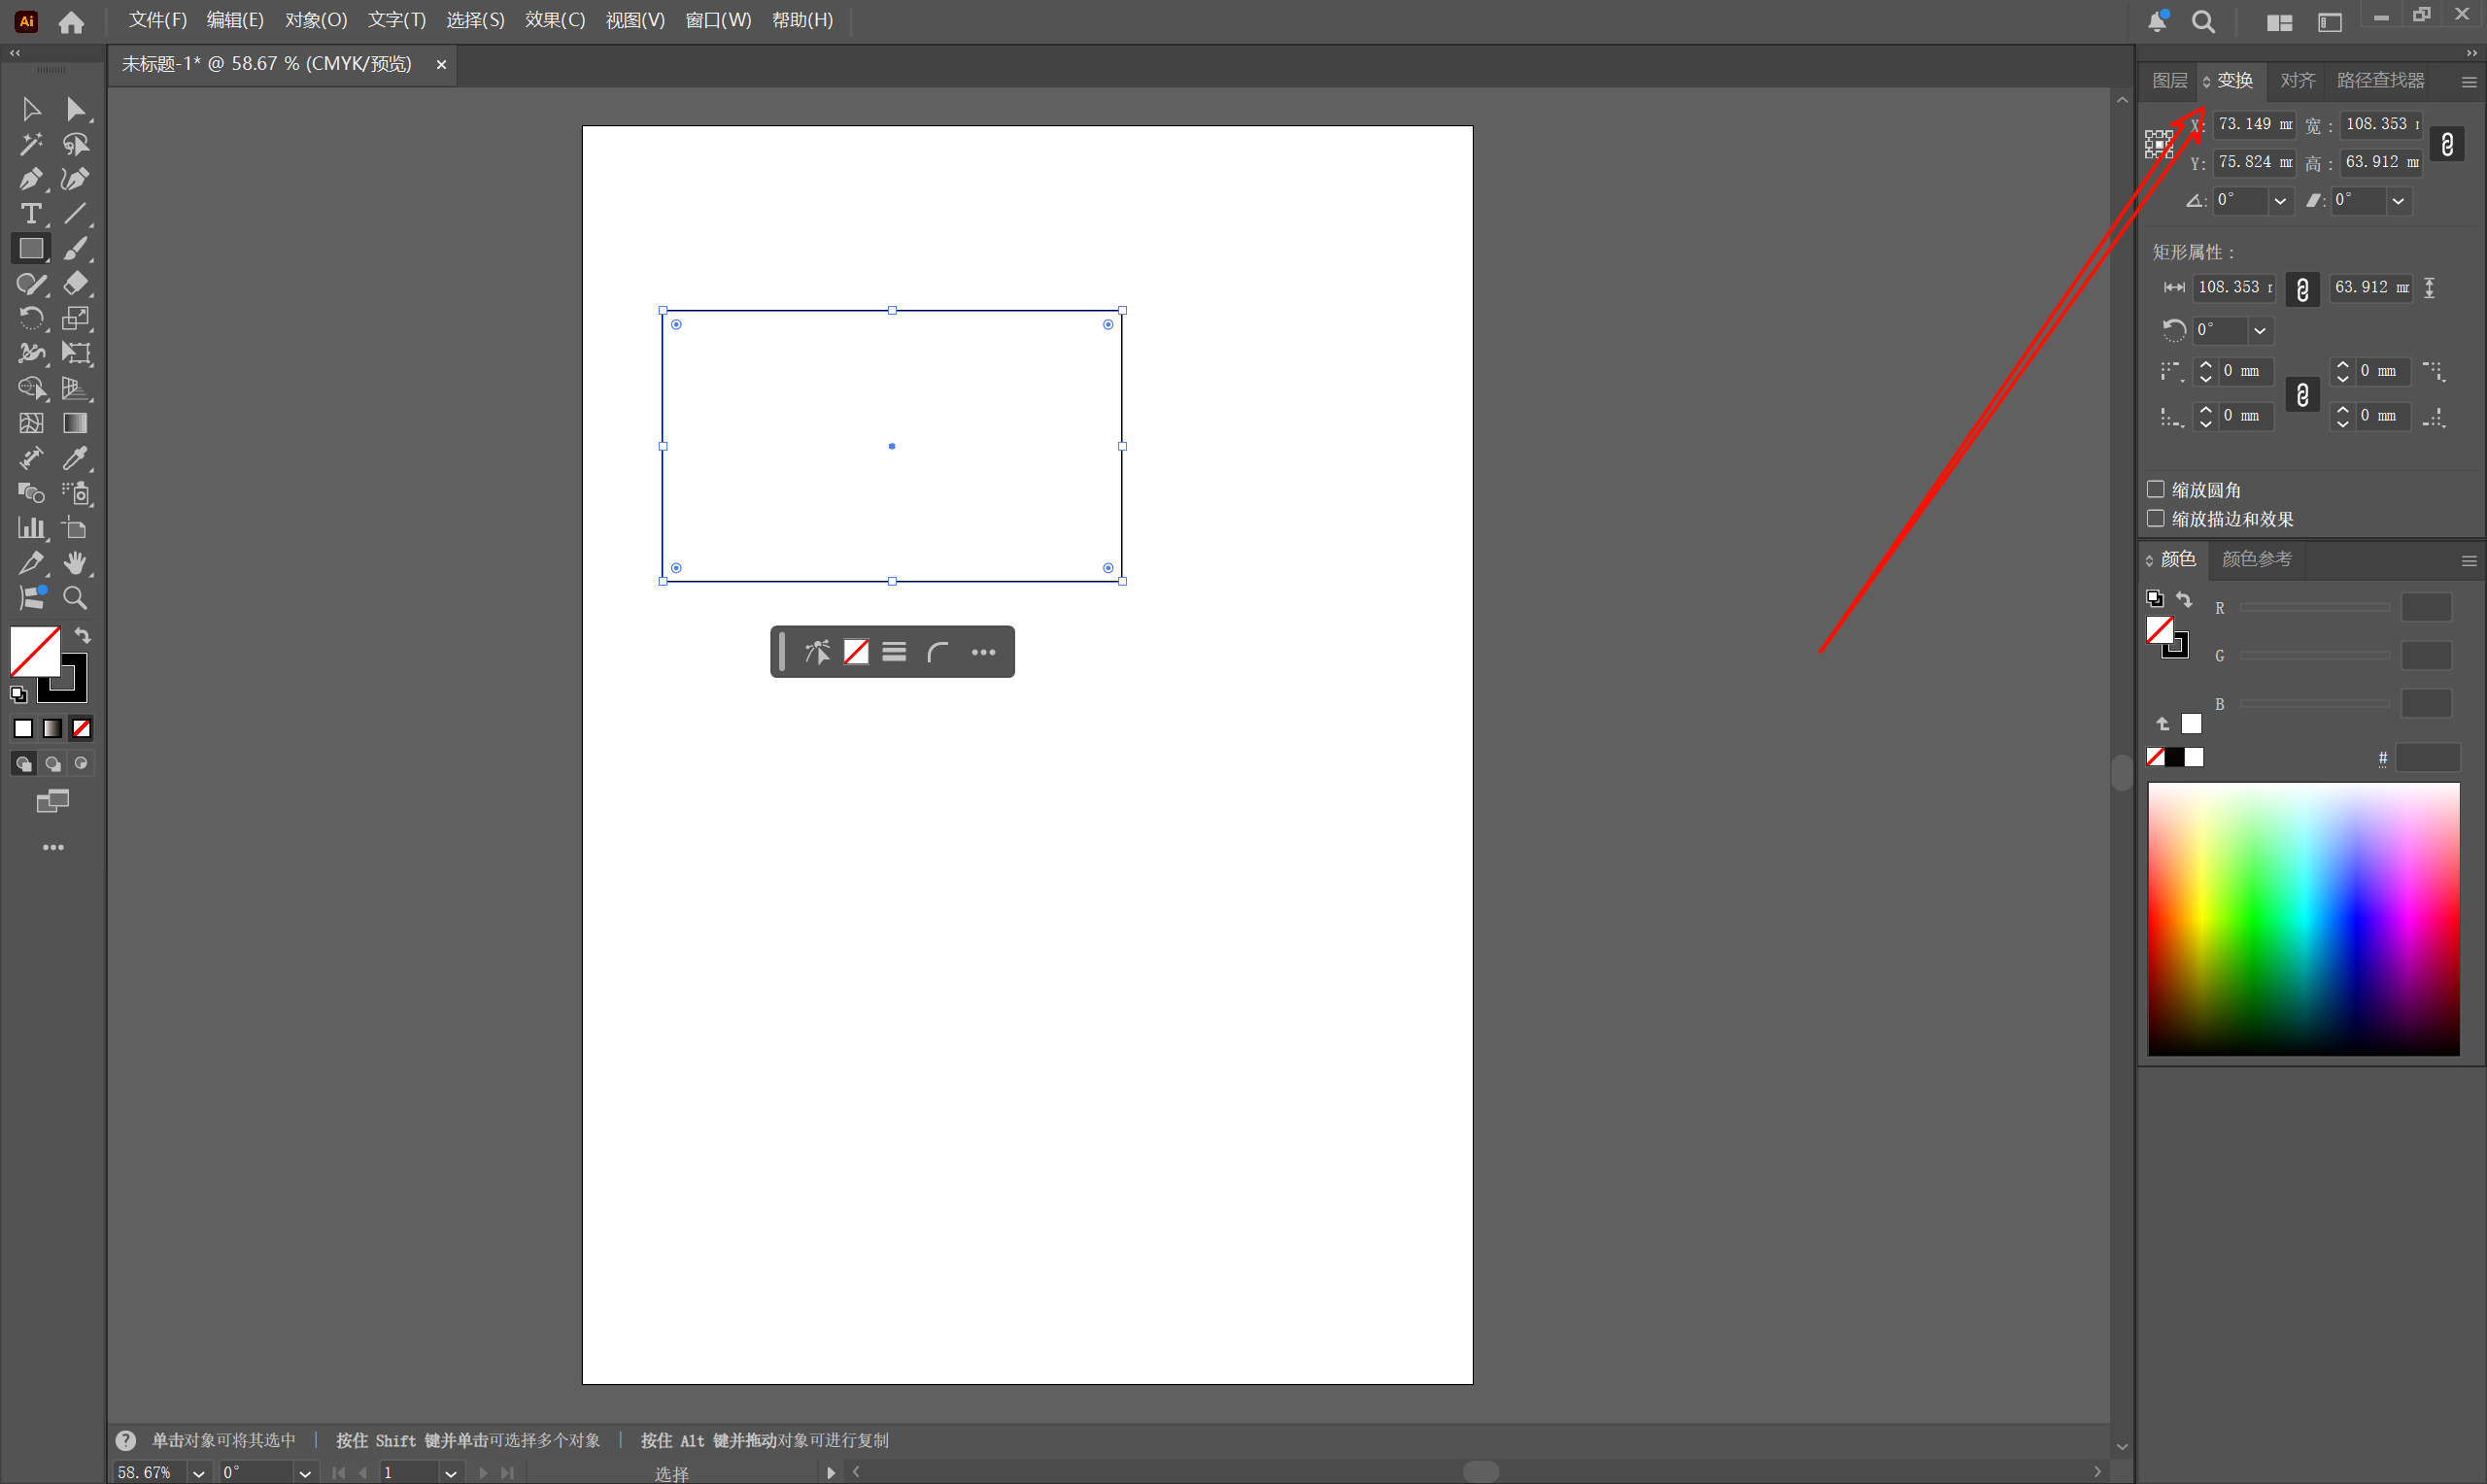 Ai 文件(F) 编辑(E) 对象(O) 文字(T) 选择(S) 效果(C) 视图(V) 窗口(W) 帮助(H)
未标题-1* @ 58.67 % (CMYK/预览) ×
图层 变换 对齐 路径查找器
X: 73.149 mm 宽: 108.353
Y: 75.824 mm 高: 63.912 mm
0° 0°
矩形属性:
108.353 63.912 mm
0°
0 mm 0 mm
0 mm 0 mm
缩放圆角
缩放描边和效果
颜色 颜色参考
R
G
B
#
单击对象可将其选中 | 按住 Shift 键并单击可选择多个对象 | 按住 Alt 键并拖动对象可进行复制
58.67% 0° 1 选择